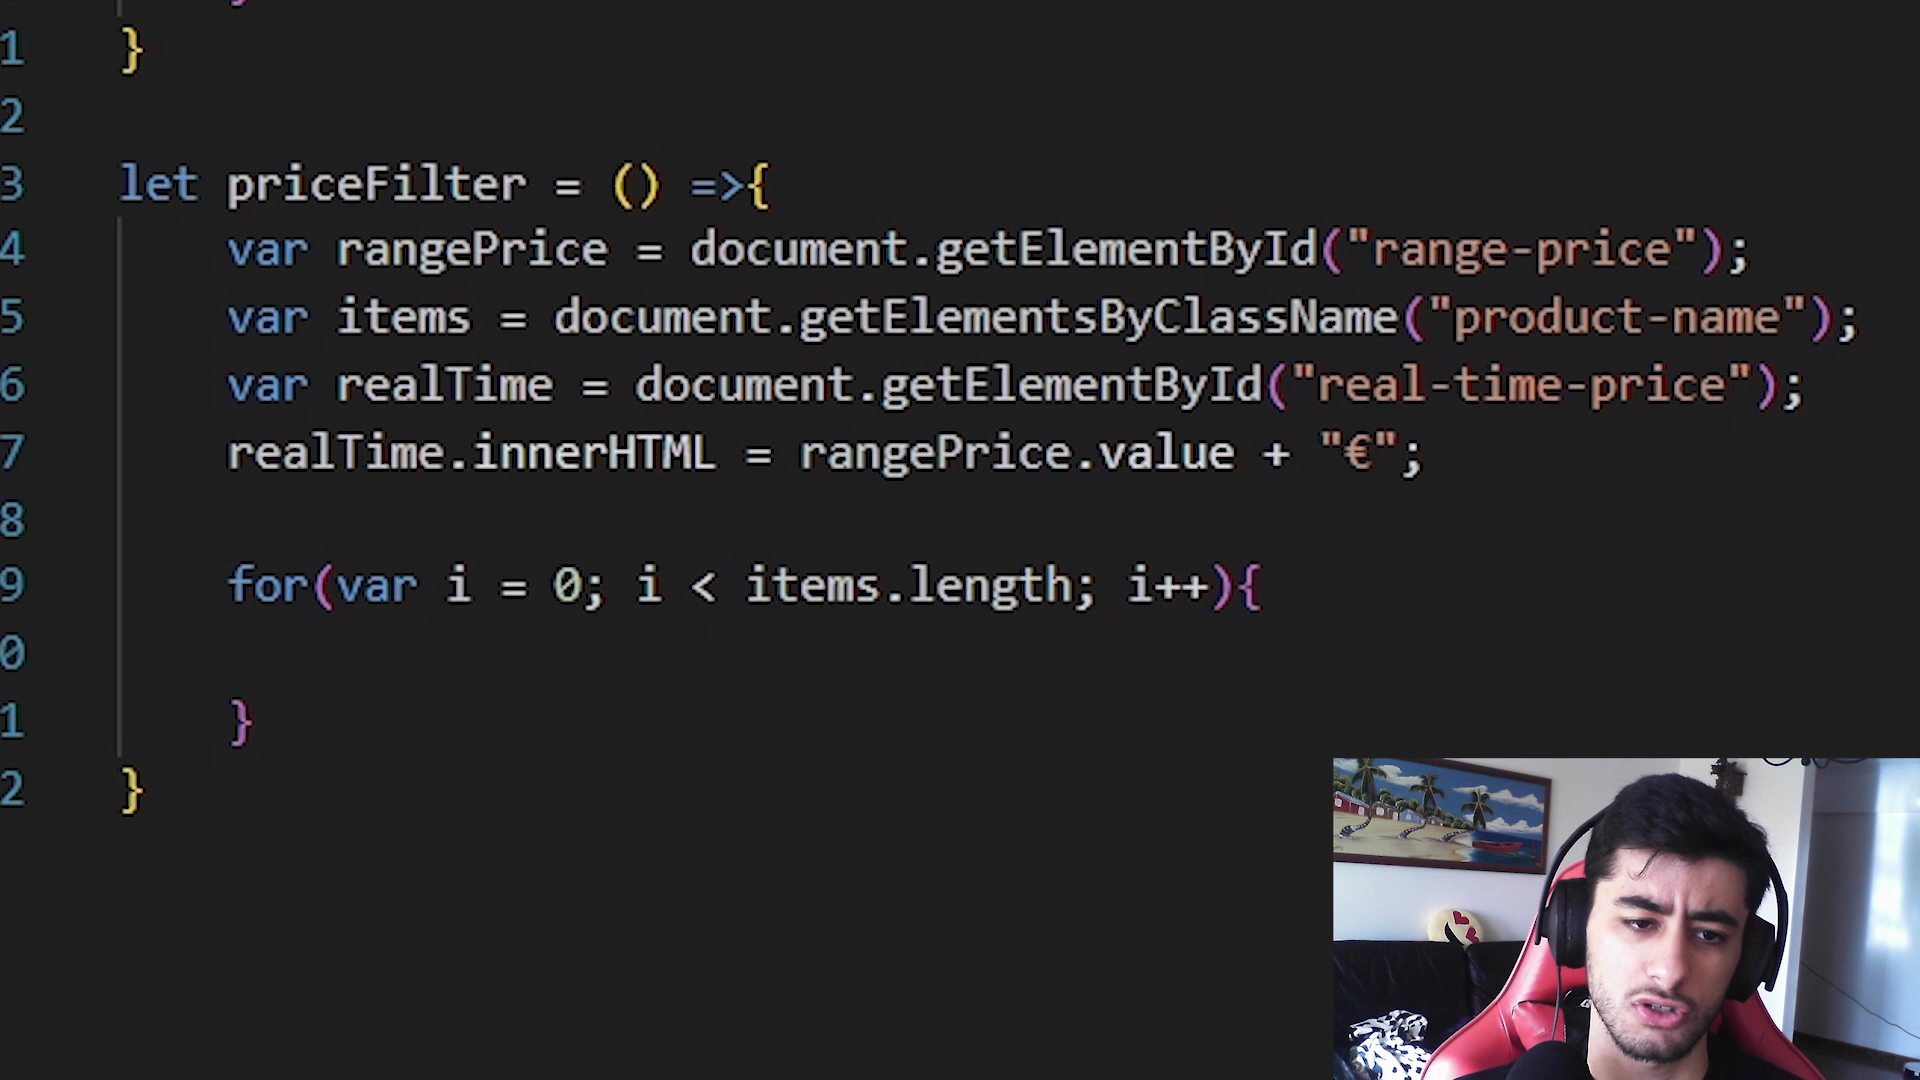 1 }
2
3 let priceFilter = () =>{
4 var rangePrice = document.getElementById("range-price");
5 var items = document.getElementsByClassName("product-name");
6 var realTime = document.getElementById("real-time-price");
7 realTime.innerHTML = rangePrice.value + "€";
8
9 for(var i = 0; i < items.length; i++){
0
1 }
2 }